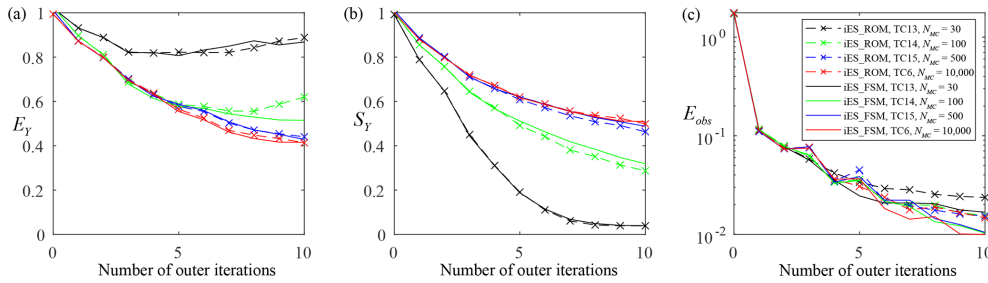 (a)
1
0.8
0.6
0.4
0.2
0
E_Y
0 5 10
Number of outer iterations
(b)
1
0.8
0.6
0.4
0.2
0
S_Y
0 5 10
Number of outer iterations
(c)
10^0
10^-1
10^-2
E_obs
0 5 10
Number of outer iterations
iES_ROM, TC13, N_MC = 30
iES_ROM, TC14, N_MC = 100
iES_ROM, TC15, N_MC = 500
iES_ROM, TC6, N_MC = 10,000
iES_FSM, TC13, N_MC = 30
iES_FSM, TC14, N_MC = 100
iES_FSM, TC15, N_MC = 500
iES_FSM, TC6, N_MC = 10,000